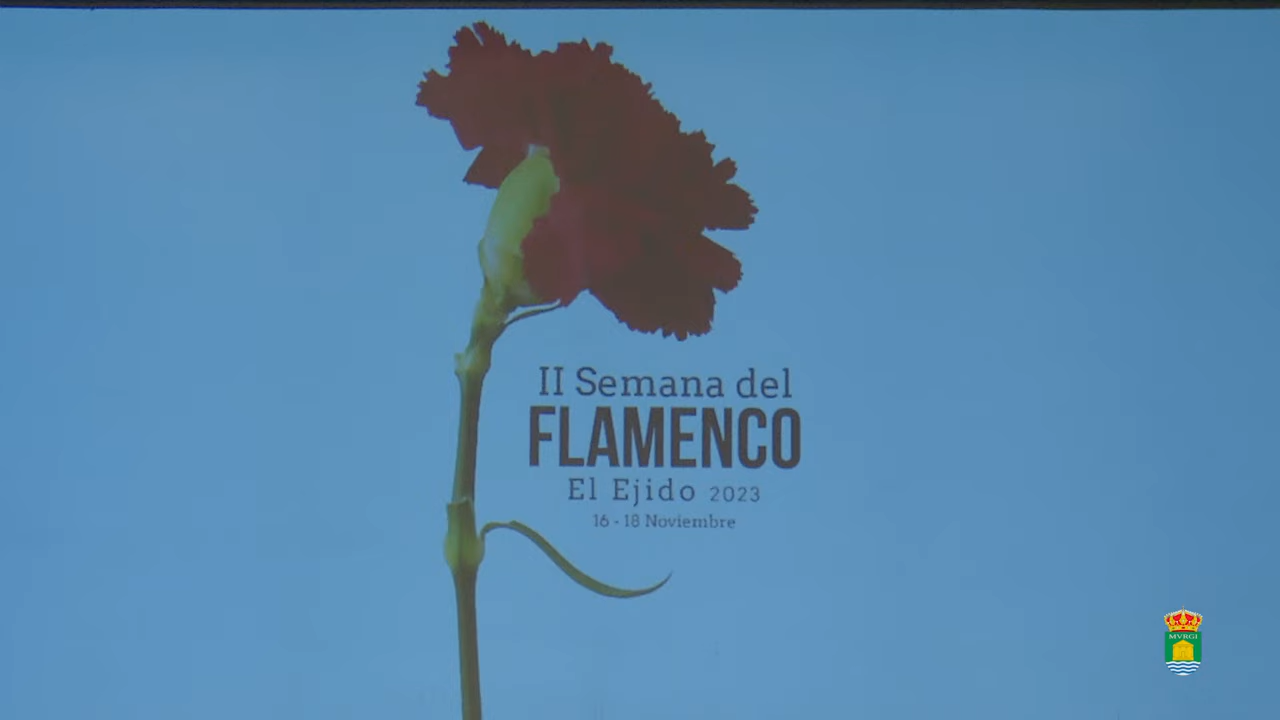 II Semana del
FLAMENCO
El Ejido 2023
16 - 18 Noviembre
MVRGI